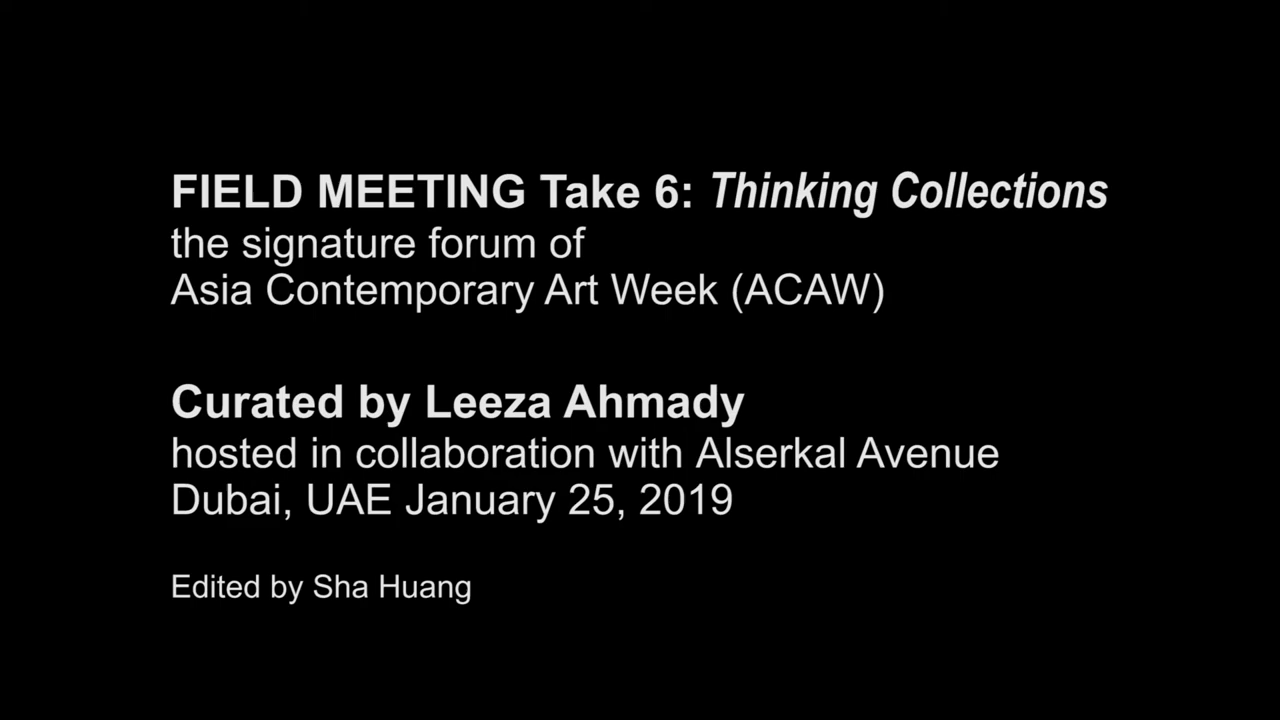 FIELD MEETING Take 6: Thinking Collections
the signature forum of
Asia Contemporary Art Week (ACAW)
Curated by Leeza Ahmady
hosted in collaboration with Alserkal Avenue
Dubai, UAE January 25, 2019
Edited by Sha Huang